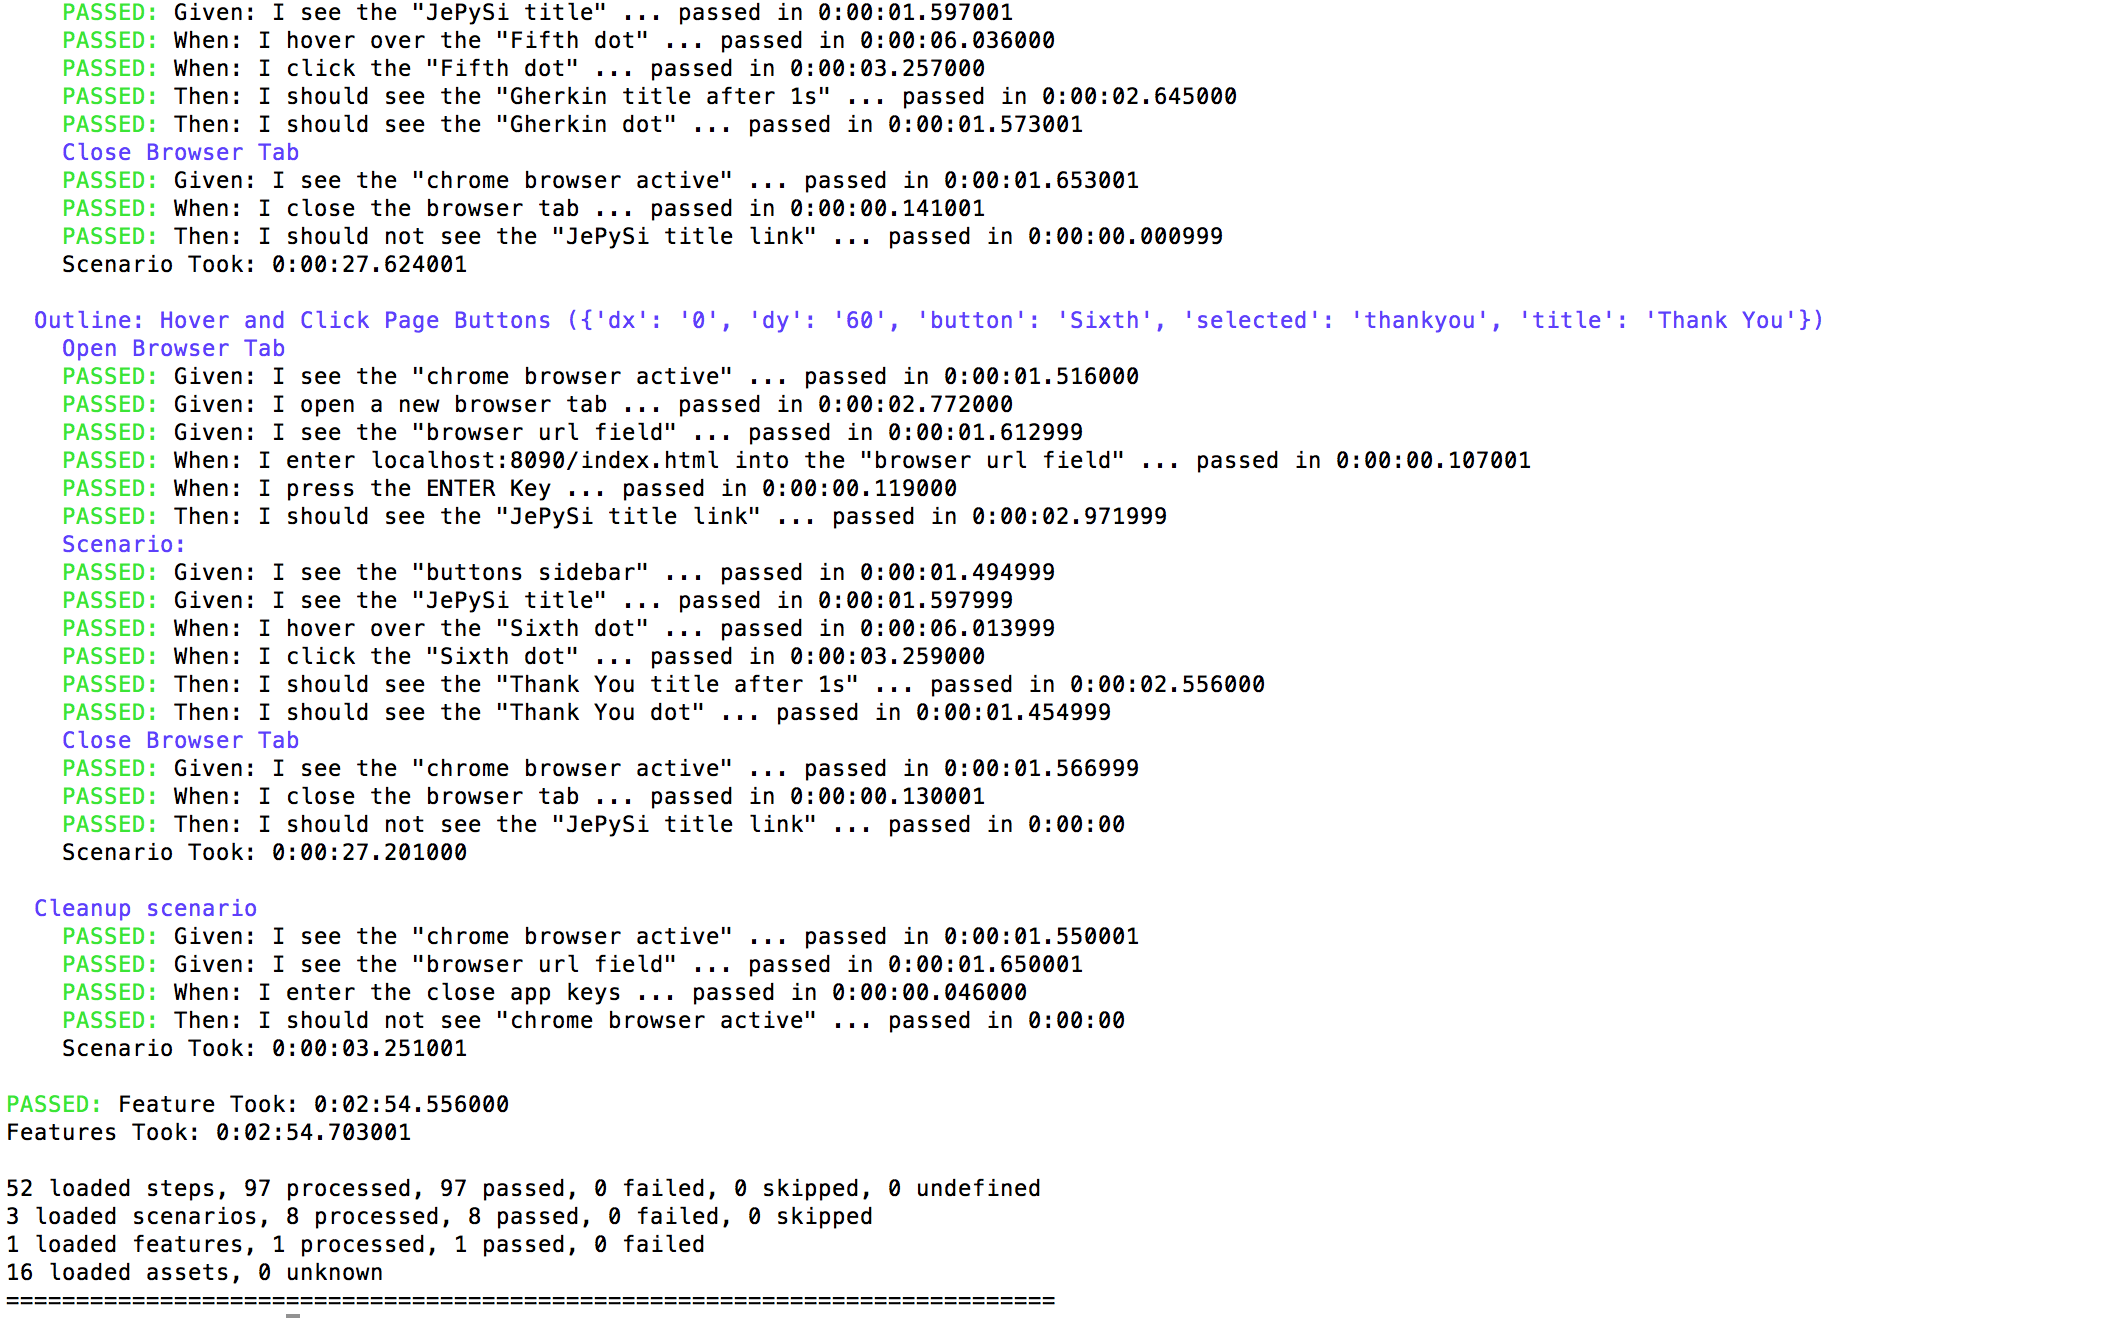 PASSED: Given: I see the "JePySi title" ... passed in 0:00:01.597001
PASSED: When: I hover over the "Fifth dot" ... passed in 0:00:06.036000
PASSED: When: I click the "Fifth dot" ... passed in 0:00:03.257000
PASSED: Then: I should see the "Gherkin title after 1s" ... passed in 0:00:02.645000
PASSED: Then: I should see the "Gherkin dot" ... passed in 0:00:01.573001
Close Browser Tab
PASSED: Given: I see the "chrome browser active" ... passed in 0:00:01.653001
PASSED: When: I close the browser tab ... passed in 0:00:00.141001
PASSED: Then: I should not see the "JePySi title link" ... passed in 0:00:00.000999
Scenario Took: 0:00:27.624001
Outline: Hover and Click Page Buttons ({'dx': '0', 'dy': '60', 'button': 'Sixth', 'selected': 'thankyou', 'title': 'Thank You'})
Open Browser Tab
PASSED: Given: I see the "chrome browser active" ... passed in 0:00:01.516000
PASSED: Given: I open a new browser tab ... passed in 0:00:02.772000
PASSED: Given: I see the "browser url field" ... passed in 0:00:01.612999
PASSED: When: I enter localhost:8090/index.html into the "browser url field" ... passed in 0:00:00.107001
PASSED: When: I press the ENTER Key ... passed in 0:00:00.119000
PASSED: Then: I should see the "JePySi title link" ... passed in 0:00:02.971999
Scenario:
PASSED: Given: I see the "buttons sidebar" ... passed in 0:00:01.494999
PASSED: Given: I see the "JePySi title" ... passed in 0:00:01.597999
PASSED: When: I hover over the "Sixth dot" ... passed in 0:00:06.013999
PASSED: When: I click the "Sixth dot" ... passed in 0:00:03.259000
PASSED: Then: I should see the "Thank You title after 1s" ... passed in 0:00:02.556000
PASSED: Then: I should see the "Thank You dot" ... passed in 0:00:01.454999
Close Browser Tab
PASSED: Given: I see the "chrome browser active" ... passed in 0:00:01.566999
PASSED: When: I close the browser tab ... passed in 0:00:00.130001
PASSED: Then: I should not see the "JePySi title link" ... passed in 0:00:00
Scenario Took: 0:00:27.201000
Cleanup scenario
PASSED: Given: I see the "chrome browser active" ... passed in 0:00:01.550001
PASSED: Given: I see the "browser url field" ... passed in 0:00:01.650001
PASSED: When: I enter the close app keys ... passed in 0:00:00.046000
PASSED: Then: I should not see "chrome browser active" ... passed in 0:00:00
Scenario Took: 0:00:03.251001
PASSED: Feature Took: 0:02:54.556000
Features Took: 0:02:54.703001
52 loaded steps, 97 processed, 97 passed, 0 failed, 0 skipped, 0 undefined
3 loaded scenarios, 8 processed, 8 passed, 0 failed, 0 skipped
1 loaded features, 1 processed, 1 passed, 0 failed
16 loaded assets, 0 unknown
===========================================================================